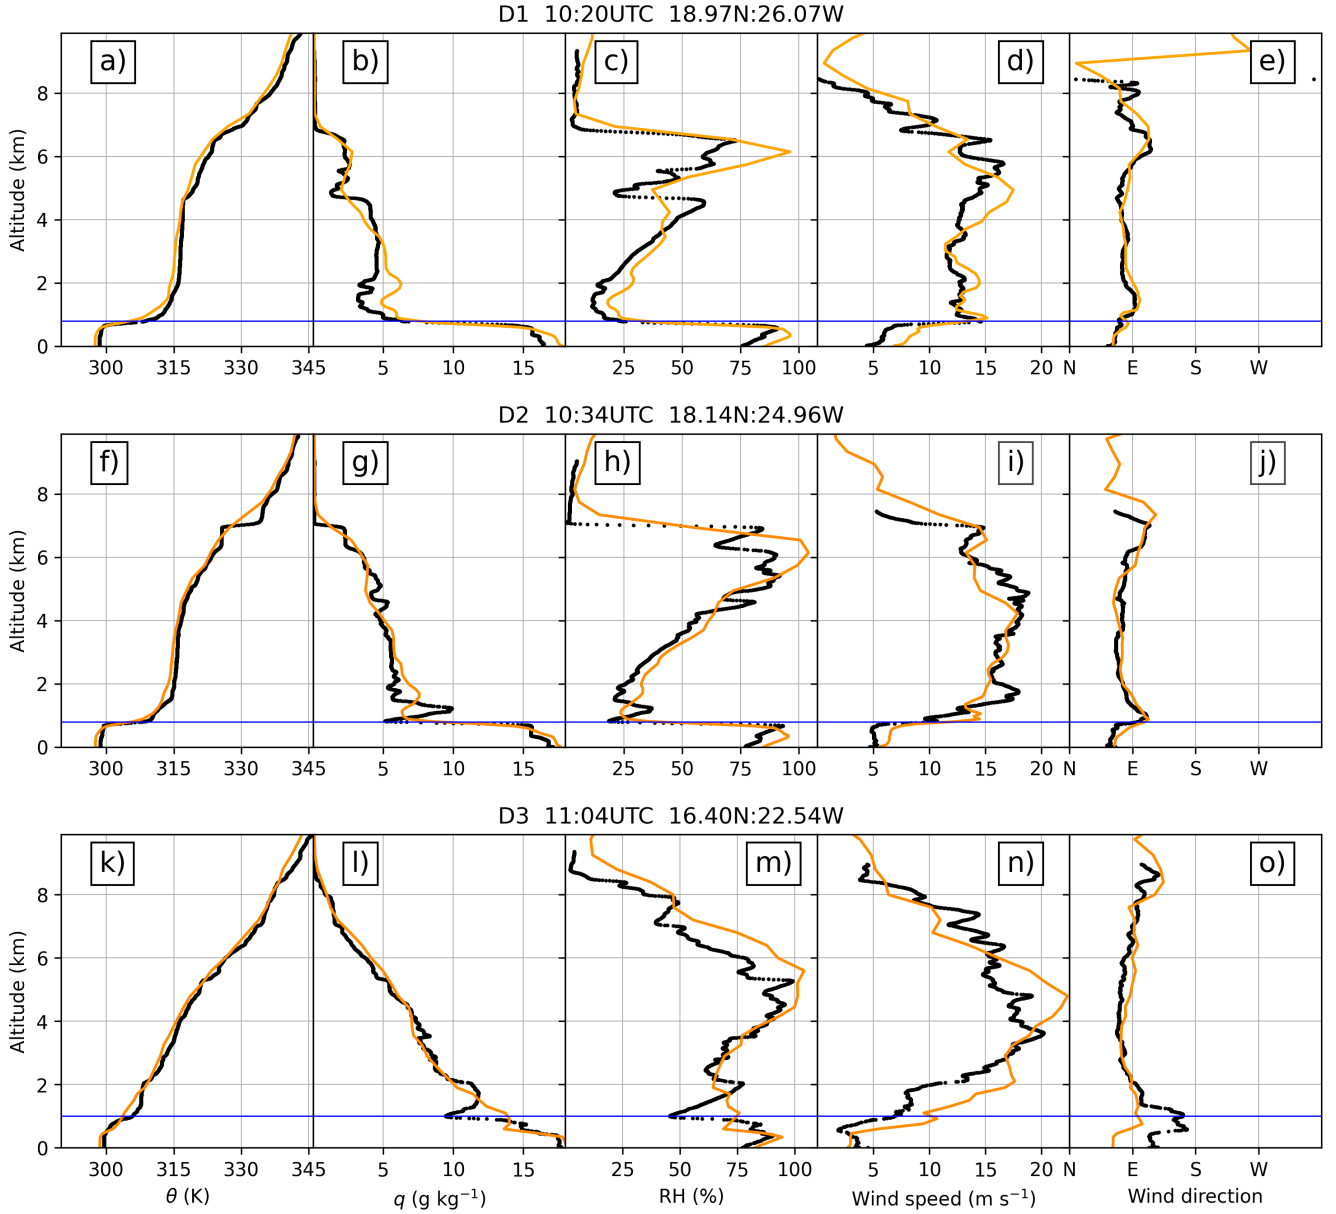 D1  10:20UTC  18.97N:26.07W
a) b) c) d) e)
Altitude (km)
8
6
4
2
0
300 315 330 345 5 10 15 25 50 75 100 5 10 15 20 N E S W
D2  10:34UTC  18.14N:24.96W
f) g) h) i) j)
Altitude (km)
8
6
4
2
0
300 315 330 345 5 10 15 25 50 75 100 5 10 15 20 N E S W
D3  11:04UTC  16.40N:22.54W
k) l) m) n) o)
Altitude (km)
8
6
4
2
0
300 315 330 345 5 10 15 25 50 75 100 5 10 15 20 N E S W
θ (K) q (g kg⁻¹) RH (%) Wind speed (m s⁻¹) Wind direction